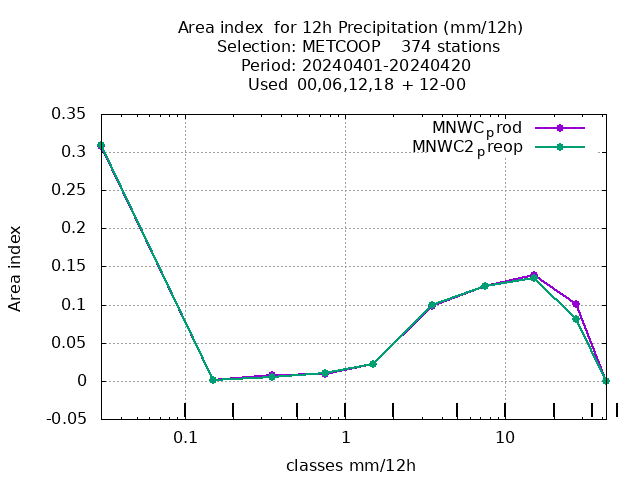 Area index  for 12h Precipitation (mm/12h)
Selection: METCOOP    374 stations
Period: 20240401-20240420
Used  00,06,12,18  + 12-00
MNWCprod
MNWC2preop
0.35
0.3
0.25
0.2
0.15
0.1
0.05
0
-0.05
Area index
0.1
1
10
classes mm/12h